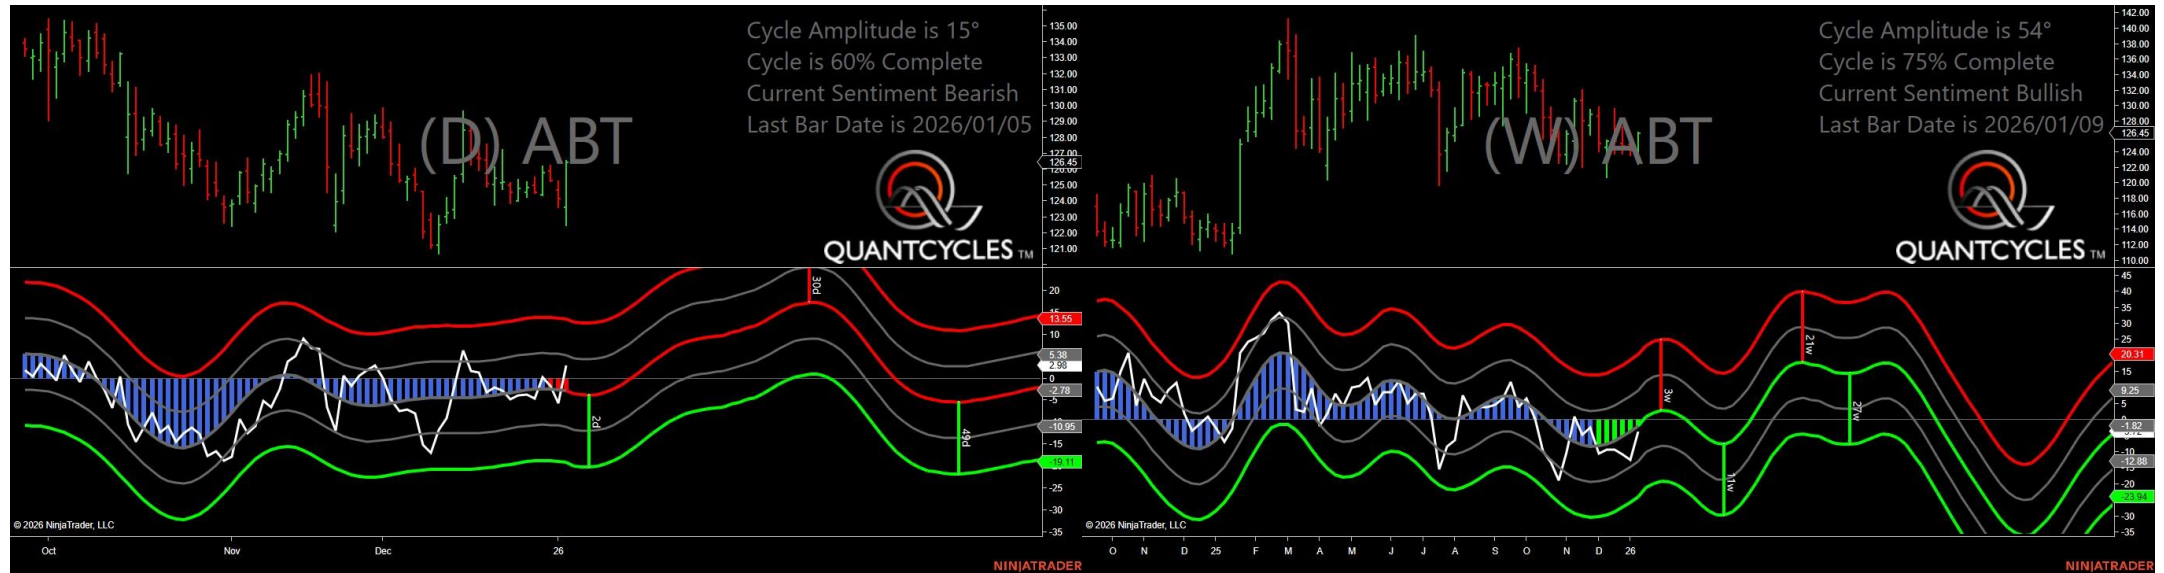 Cycle Amplitude is 15°
Cycle is 60% Complete
Current Sentiment Bearish
Last Bar Date is 2026/01/05
(D) ABT
QUANTCYCLES TM
135.00
134.00
133.00
132.00
131.00
130.00
129.00
128.00
127.00
126.45
126.00
125.00
124.00
123.00
122.00
121.00
30d
2d
49d
20
15
13.55
10
5.38
2.98
0
-2.78
-5
-10.95
-15
-19.11
-25
-30
-35
© 2026 NinjaTrader, LLC
Oct
Nov
Dec
26
NINJATRADER
Cycle Amplitude is 54°
Cycle is 75% Complete
Current Sentiment Bullish
Last Bar Date is 2026/01/09
(W) ABT
QUANTCYCLES TM
142.00
140.00
138.00
136.00
134.00
132.00
130.00
128.00
126.45
124.00
122.00
120.00
118.00
116.00
114.00
112.00
110.00
3w
11w
21w
27w
45
40
35
30
25
20.31
15
9.25
5
0
-1.82
-10
-12.88
-15
-23.94
-30
-35
© 2026 NinjaTrader, LLC
O
N
D
25
F
M
A
M
J
J
A
S
O
N
D
26
NINJATRADER